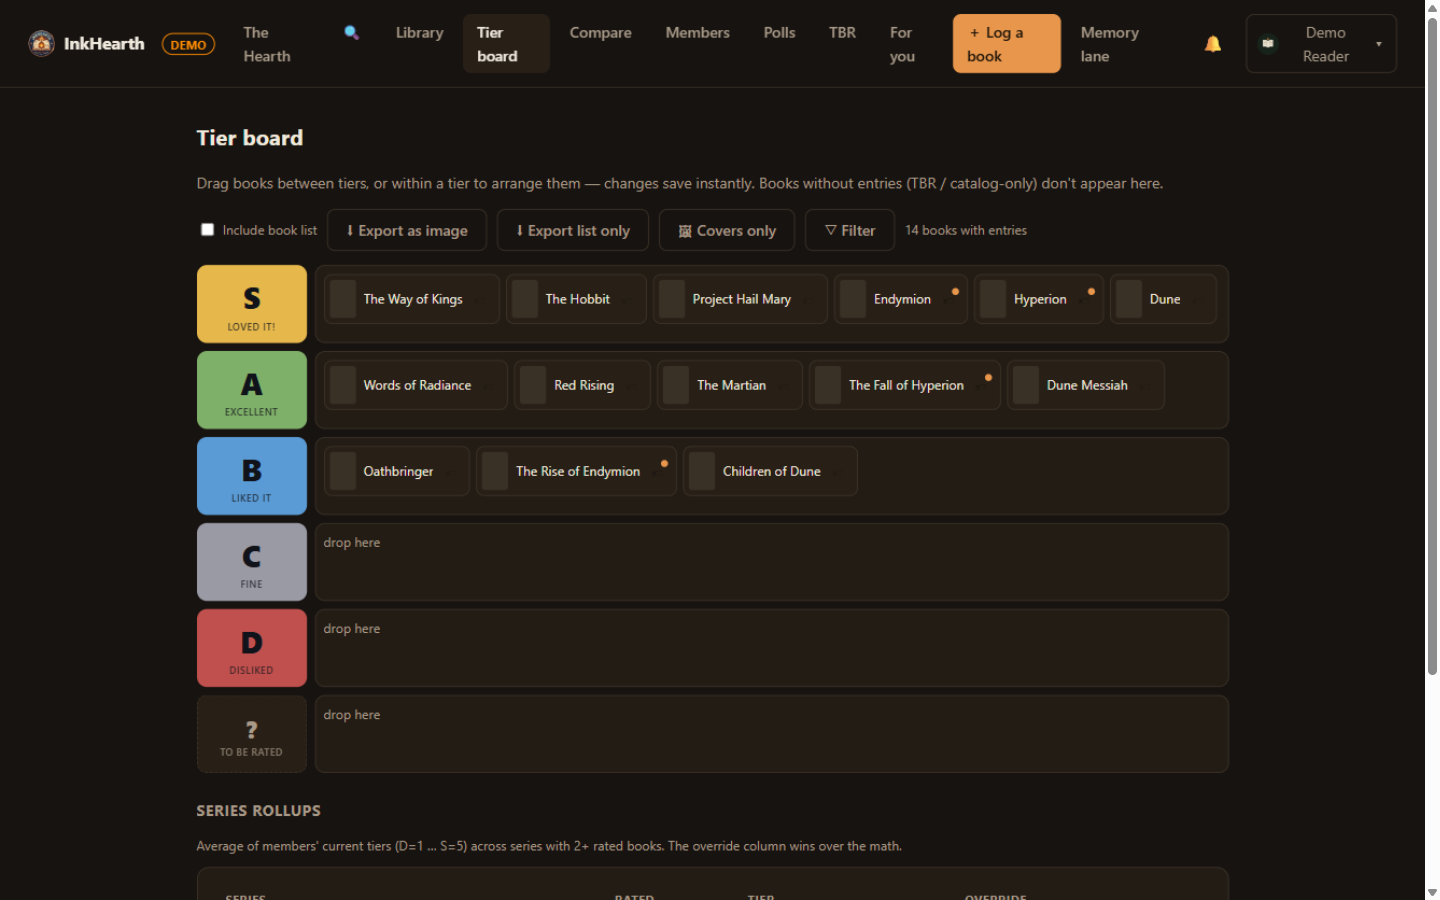 InkHearth DEMO The Hearth Library Tier board Compare Members Polls TBR For you + Log a book Memory lane Demo Reader
Tier board
Drag books between tiers, or within a tier to arrange them — changes save instantly. Books without entries (TBR / catalog-only) don't appear here.
Include book list Export as image Export list only Covers only Filter 14 books with entries
S
LOVED IT!
The Way of Kings The Hobbit Project Hail Mary Endymion Hyperion Dune
A
EXCELLENT
Words of Radiance Red Rising The Martian The Fall of Hyperion Dune Messiah
B
LIKED IT
Oathbringer The Rise of Endymion Children of Dune
C
FINE
drop here
D
DISLIKED
drop here
?
TO BE RATED
drop here
SERIES ROLLUPS
Average of members' current tiers (D=1 ... S=5) across series with 2+ rated books. The override column wins over the math.
SERIES RATED TIER OVERRIDE